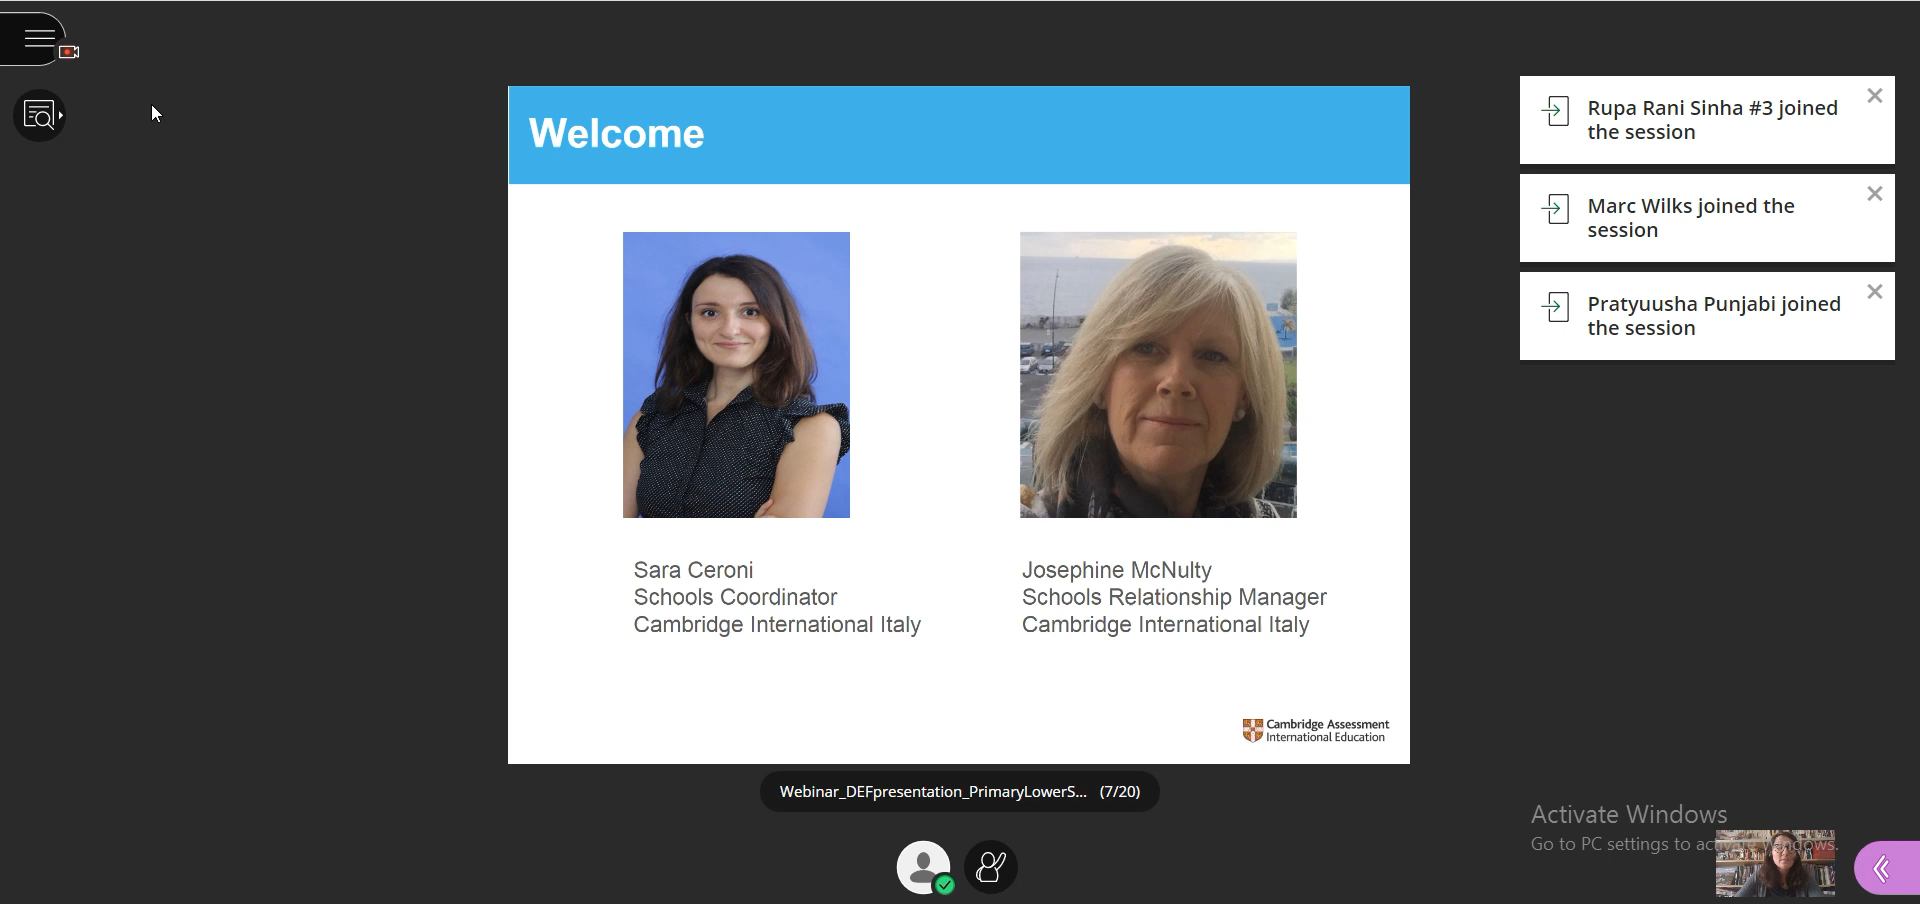 Welcome
Sara Ceroni
Schools Coordinator
Cambridge International Italy
Josephine McNulty
Schools Relationship Manager
Cambridge International Italy
Cambridge Assessment
International Education
Webinar_DEFpresentation_PrimaryLowerS... (7/20)
Rupa Rani Sinha #3 joined
the session
Marc Wilks joined the
session
Pratyuusha Punjabi joined
the session
Activate Windows
Go to PC settings to activate Windows.